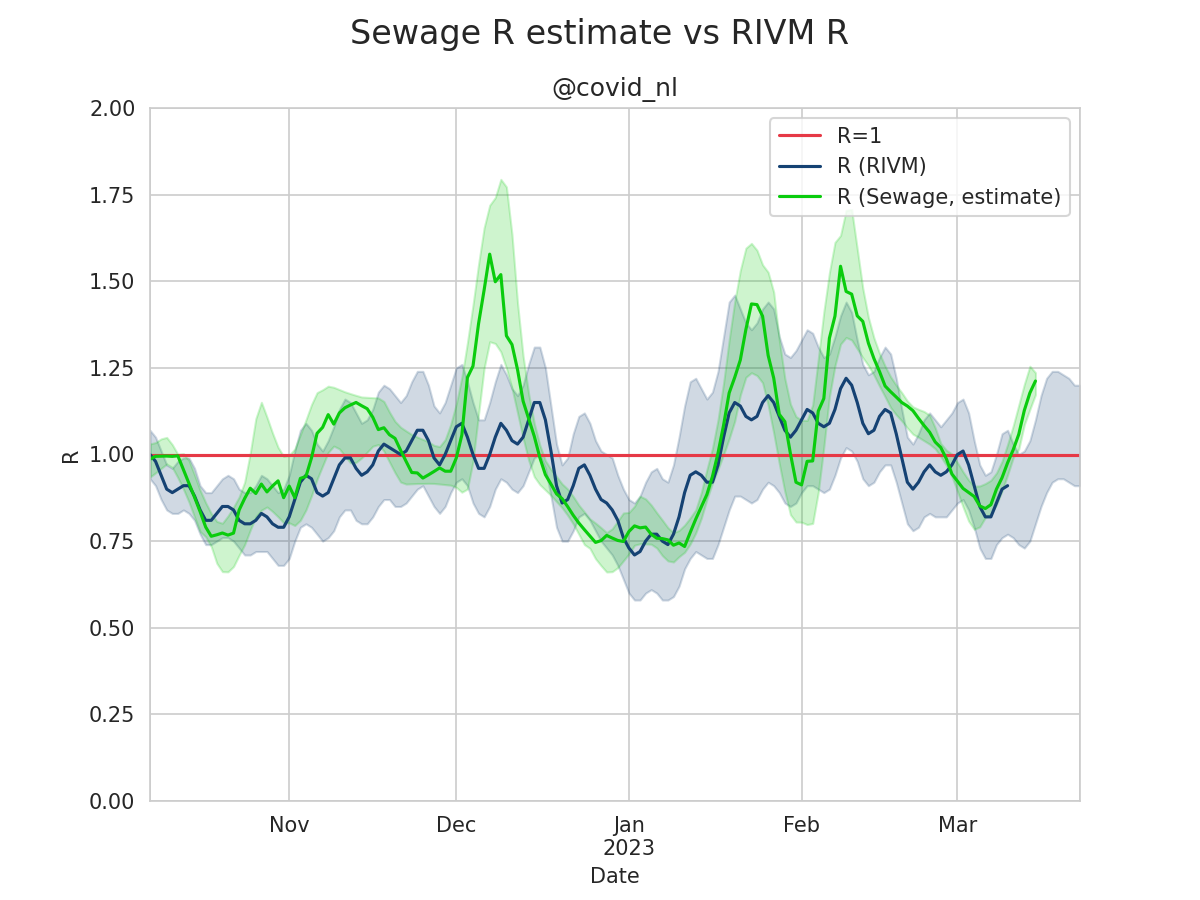 Sewage R estimate vs RIVM R
@covid_nl
R=1
R (RIVM)
R (Sewage, estimate)
2.00
1.75
1.50
1.25
1.00
0.75
0.50
0.25
0.00
R
Nov
Dec
Jan
2023
Feb
Mar
Date